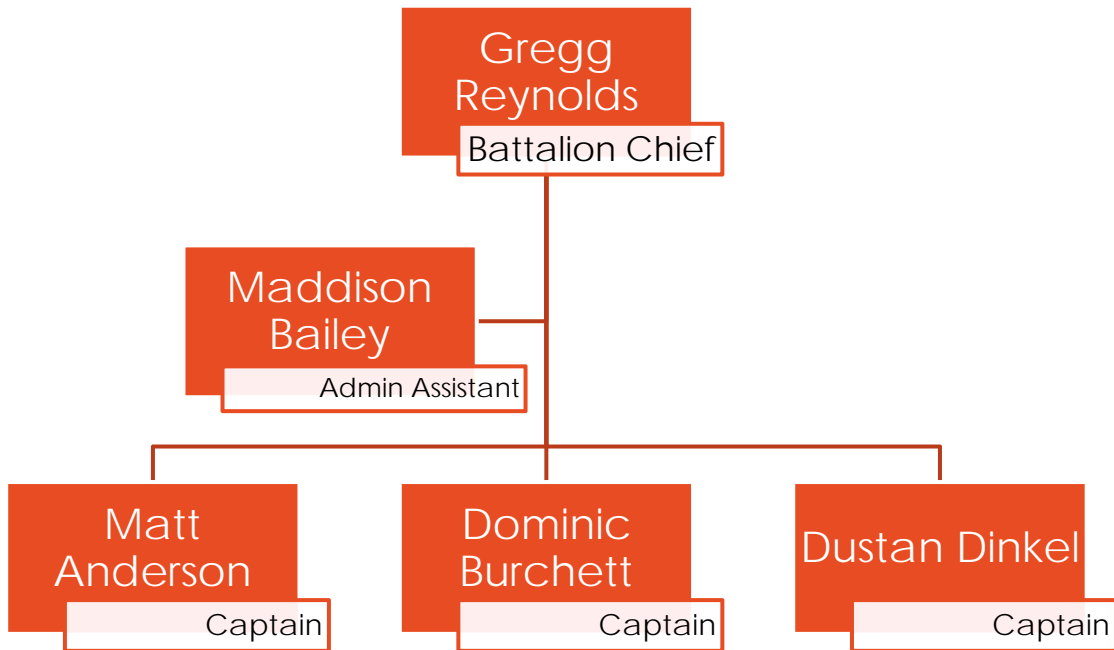 Gregg
Reynolds
Battalion Chief
Maddison
Bailey
Admin Assistant
Matt
Anderson
Captain
Dominic
Burchett
Captain
Dustan Dinkel
Captain